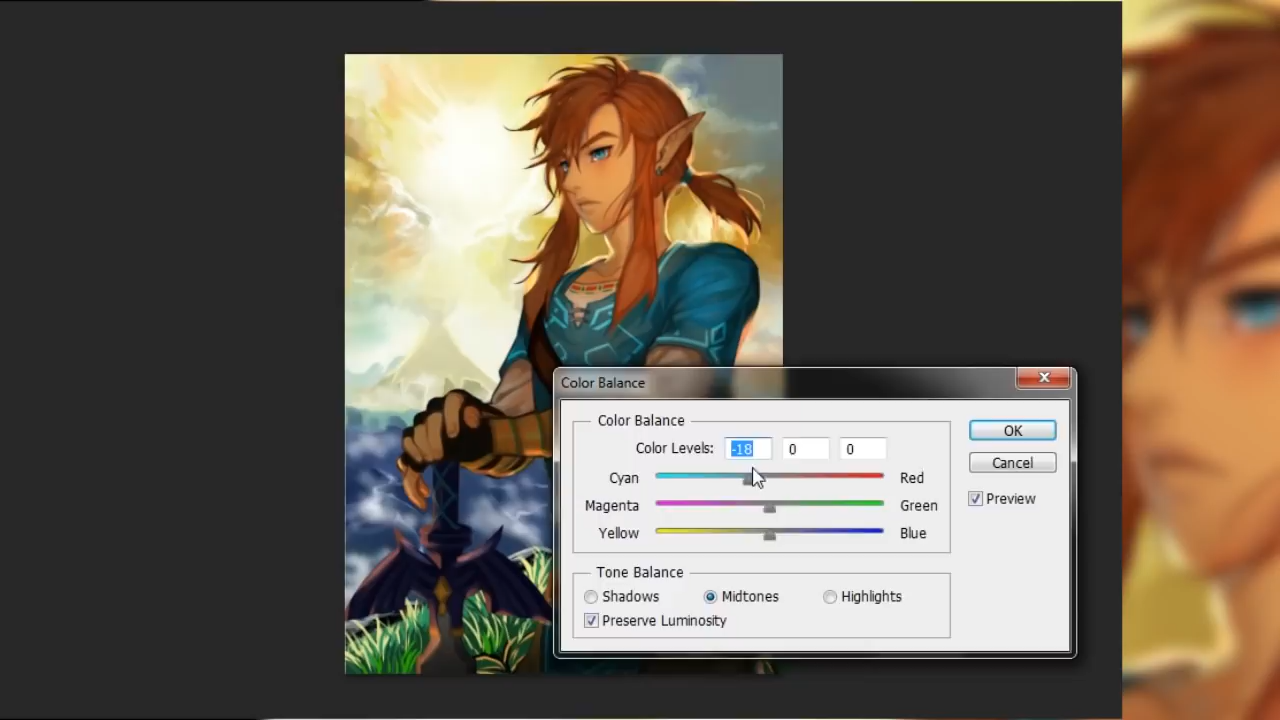 Color Balance
Color Balance
Color Levels: -18 0 0
Cyan Red
Magenta Green
Yellow Blue
Tone Balance
Shadows Midtones Highlights
Preserve Luminosity
OK
Cancel
Preview